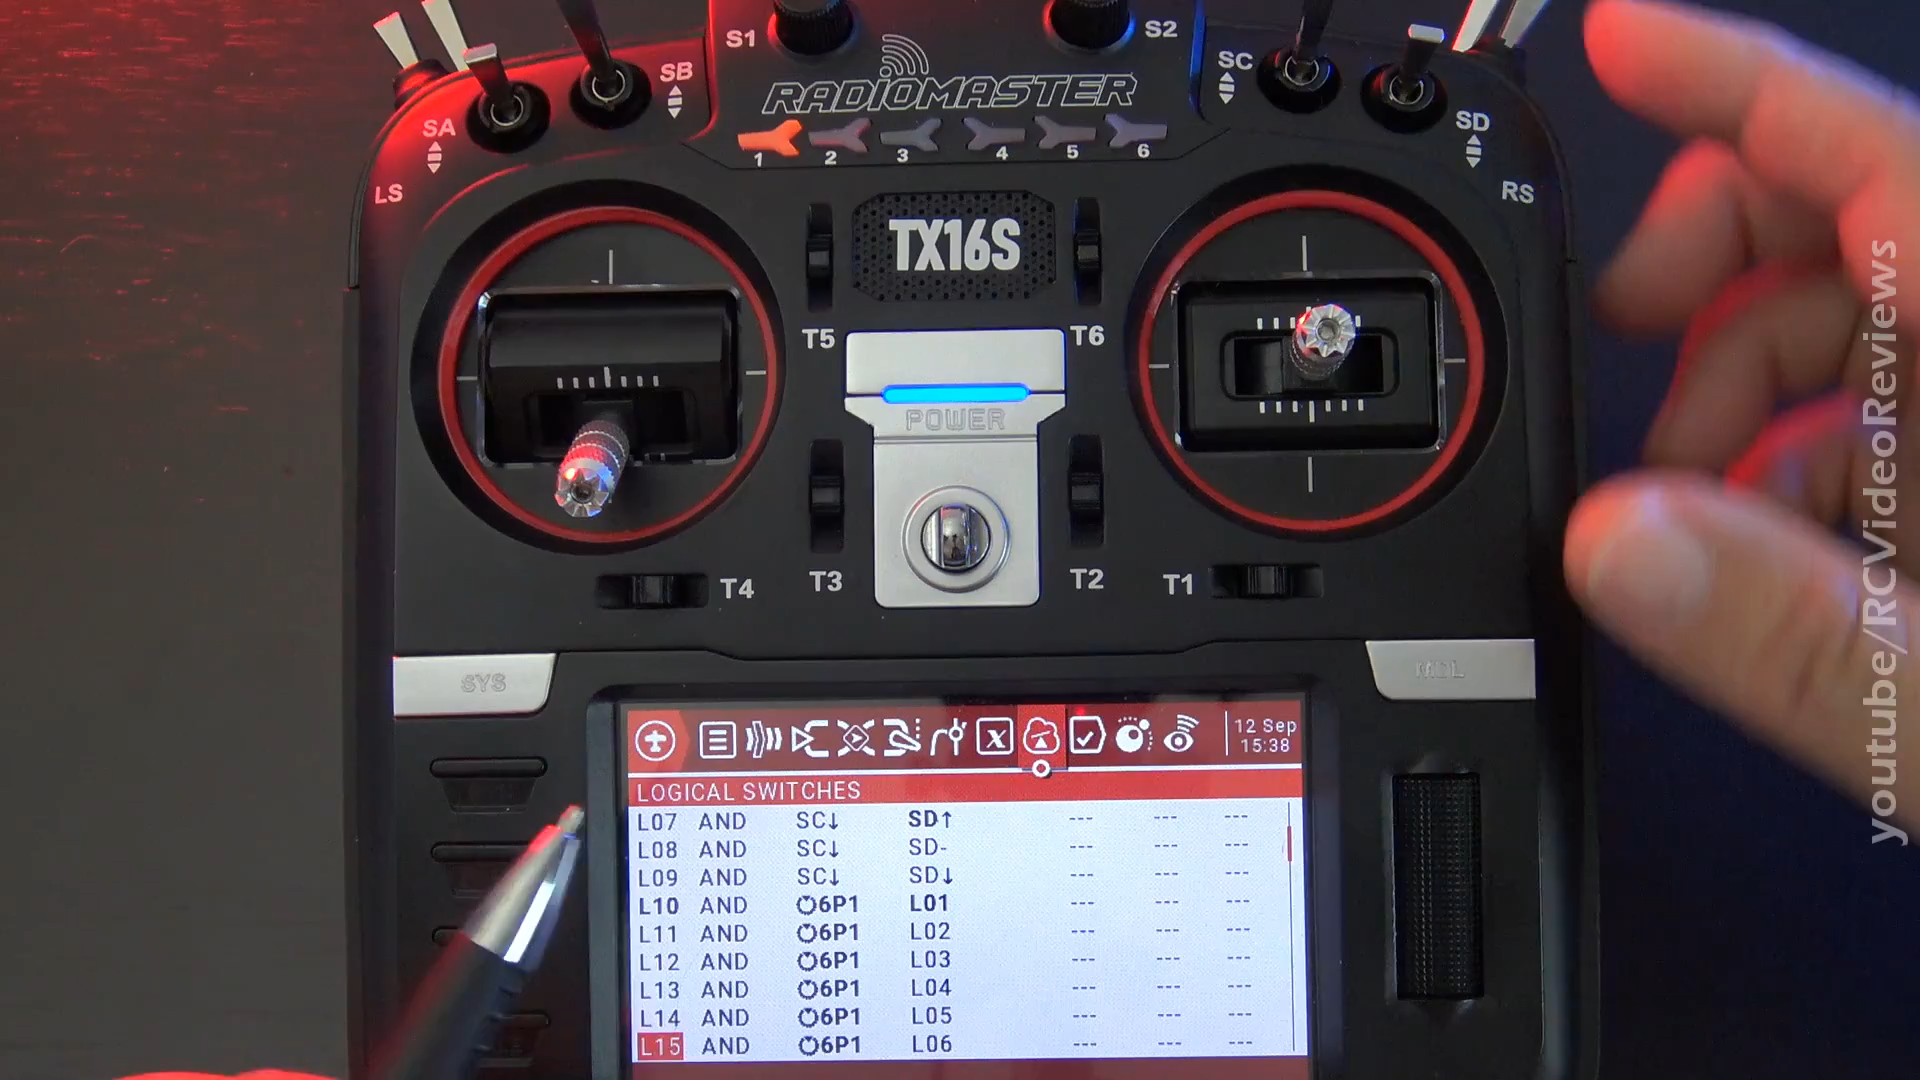 S1
S2
SB
SC
RADIOMASTER
SA
SD
1 2 3 4 5 6
LS
RS
TX16S
T5
T6
POWER
T4
T3
T2
T1
SYS
MDL
12 Sep
15:38
LOGICAL SWITCHES
L07 AND SC↓ SD↑ --- --- ---
L08 AND SC↓ SD- --- --- ---
L09 AND SC↓ SD↓ --- --- ---
L10 AND 6P1 L01 --- --- ---
L11 AND 6P1 L02 --- --- ---
L12 AND 6P1 L03 --- --- ---
L13 AND 6P1 L04 --- --- ---
L14 AND 6P1 L05 --- --- ---
L15 AND 6P1 L06 --- --- ---
youtube/RCVideoReviews